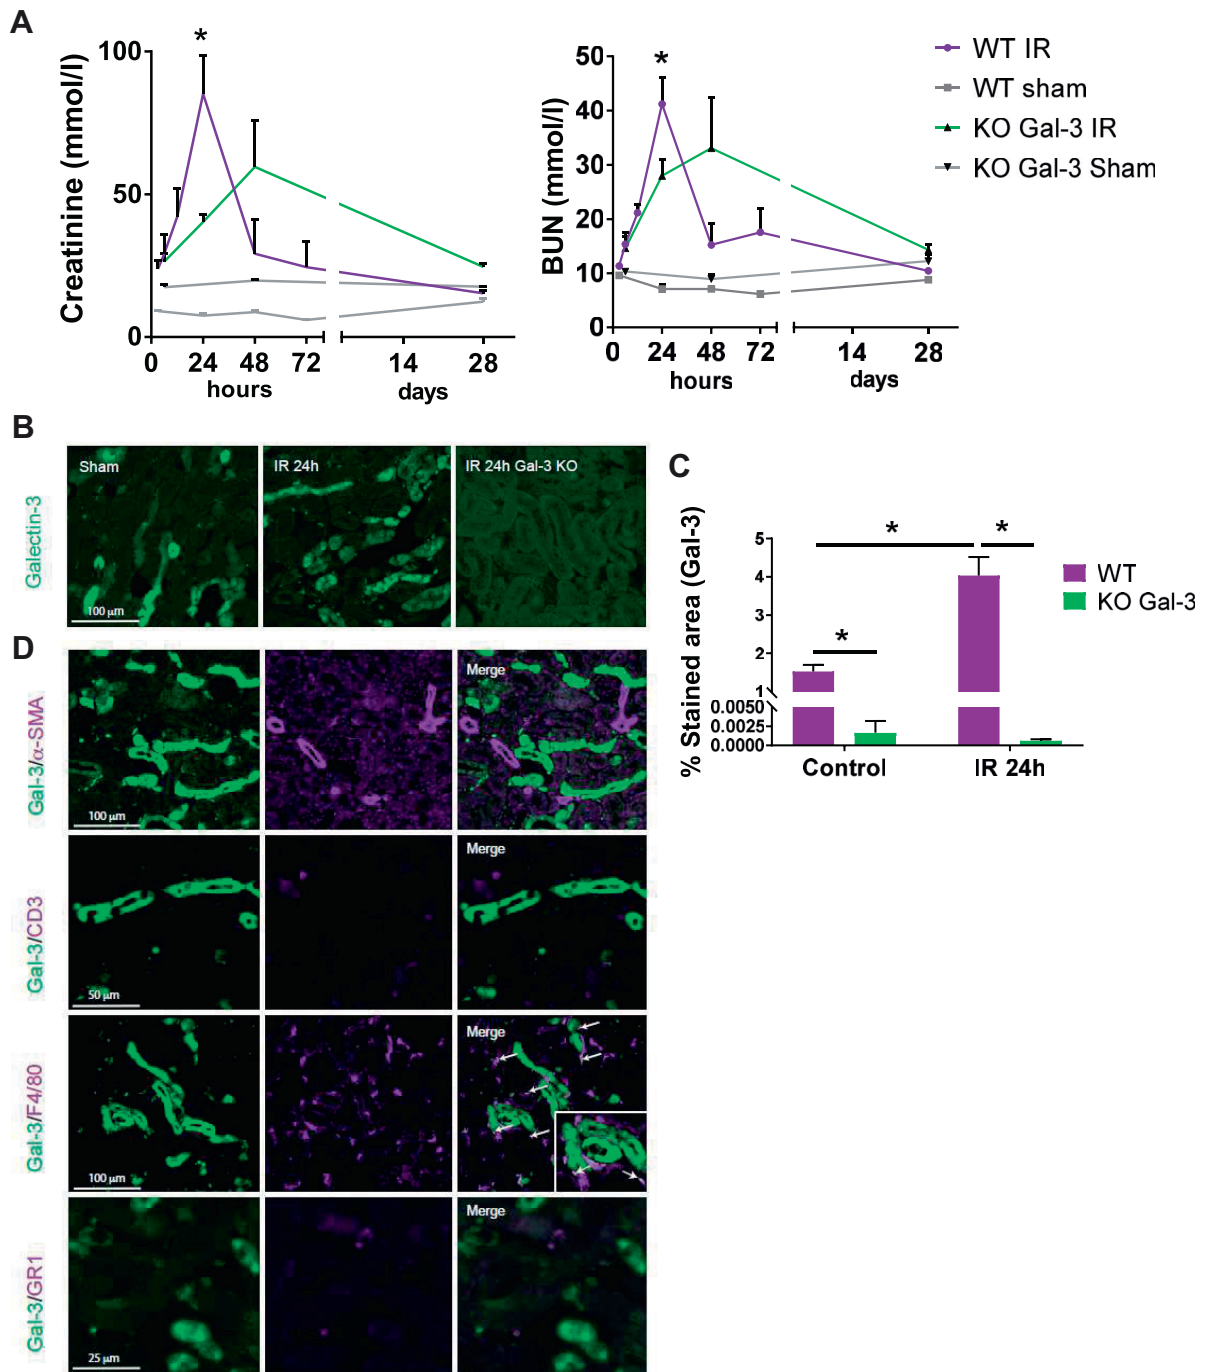 A
*
100
50
0
Creatinine (mmol/l)
0 24 48 72 14 28
hours
days
*
50
40
30
20
10
0
BUN (mmol/l)
0 24 48 72 14 28
hours
days
WT IR
WT sham
KO Gal-3 IR
KO Gal-3 Sham
B
Galectin-3
Sham
100 µm
IR 24h
IR 24h Gal-3 KO
C
% Stained area (Gal-3)
5
4
3
2
1
0.0050
0.0025
0.0000
* * *
Control
IR 24h
WT
KO Gal-3
D
Gal-3/α-SMA
100 µm
Merge
Gal-3/CD3
50 µm
Merge
Gal-3/F4/80
100 µm
Merge
Gal-3/GR1
25 µm
Merge